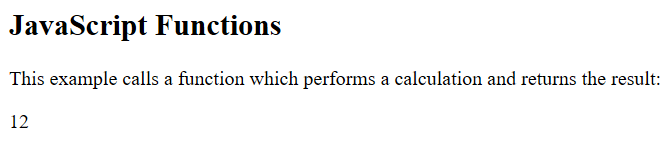 JavaScript Functions
This example calls a function which performs a calculation and returns the result:
12